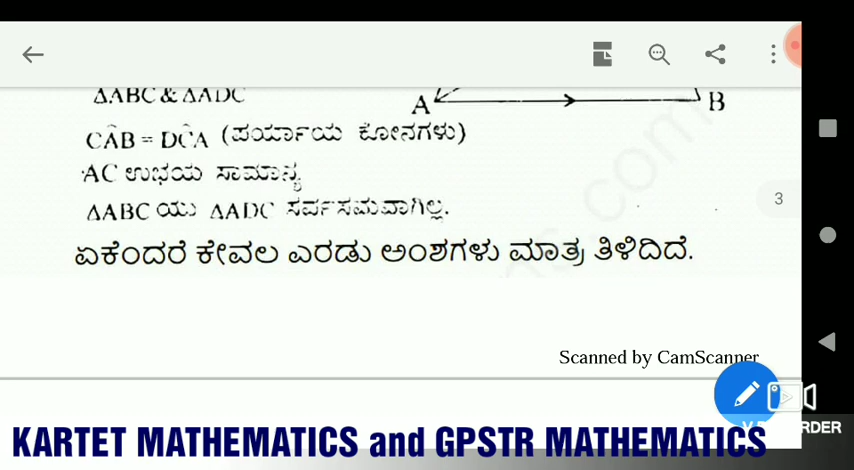 ΔABC & ΔADC
A B
CÂB = DĈA (ಪರ್ಯಾಯ ಕೋನಗಳು)
AC ಉಭಯ ಸಾಮಾನ್ಯ
3
ΔABC ಯು ΔADC ಸರ್ವಸಮವಾಗಿಲ್ಲ.
ಏಕೆಂದರೆ ಕೇವಲ ಎರಡು ಅಂಶಗಳು ಮಾತ್ರ ತಿಳಿದಿದೆ.
Scanned by CamScanner
KARTET MATHEMATICS and GPSTR MATHEMATICS